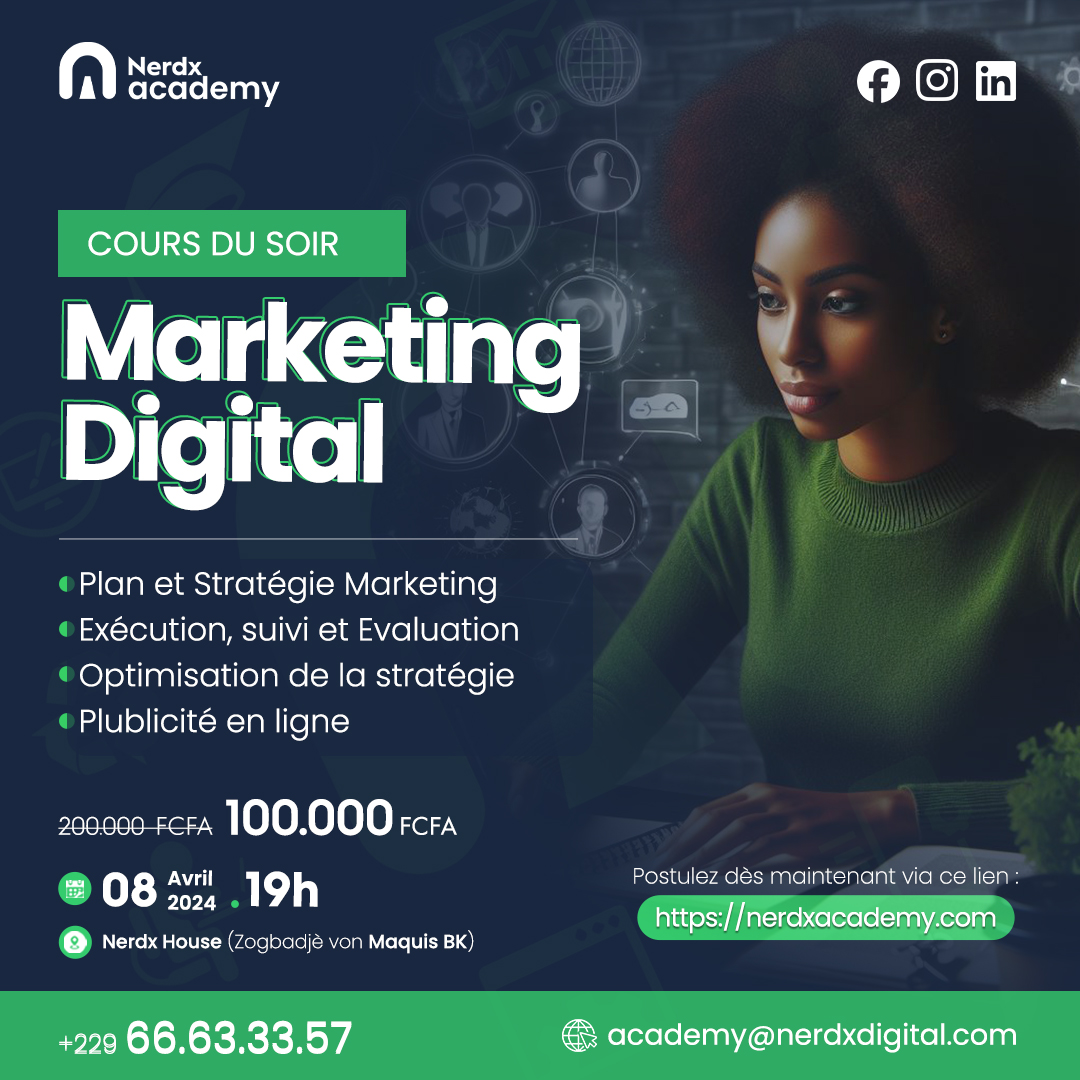 Nerdx
academy
COURS DU SOIR
Marketing
Digital
Plan et Stratégie Marketing
Exécution, suivi et Evaluation
Optimisation de la stratégie
Plublicité en ligne
200.000 FCFA 100.000 FCFA
08 Avril 2024 . 19h
Nerdx House (Zogbadjè von Maquis BK)
Postulez dès maintenant via ce lien :
https://nerdxacademy.com
+229 66.63.33.57
academy@nerdxdigital.com